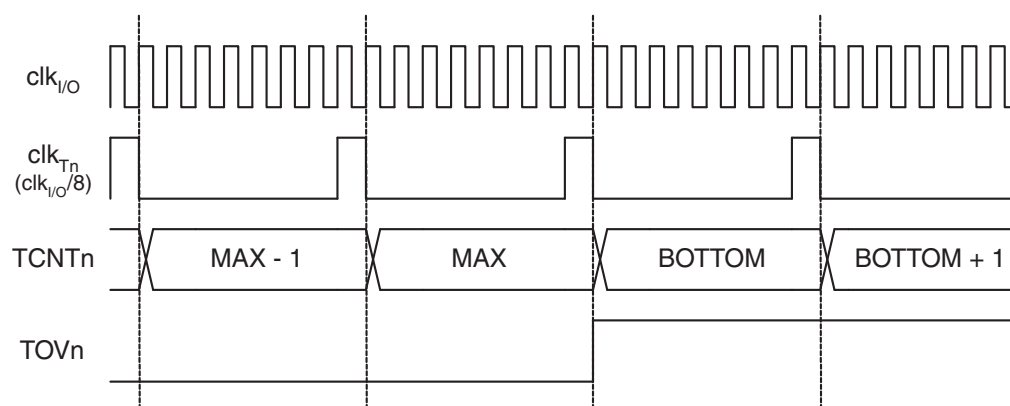 clkI/O
clkTn
(clkI/O/8)
TCNTn MAX - 1 MAX BOTTOM BOTTOM + 1
TOVn